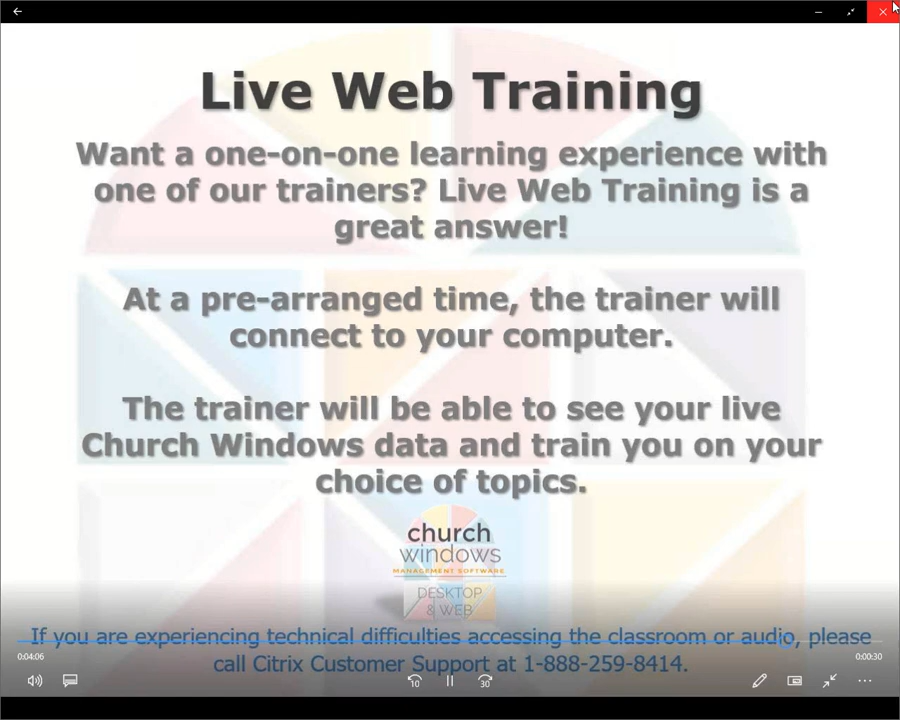 Live Web Training
Want a one-on-one learning experience with
one of our trainers? Live Web Training is a
great answer!
At a pre-arranged time, the trainer will
connect to your computer.
The trainer will be able to see your live
Church Windows data and train you on your
choice of topics.
church
windows
MANAGEMENT SOFTWARE
DESKTOP
& WEB
If you are experiencing technical difficulties accessing the classroom or audio, please
call Citrix Customer Support at 1-888-259-8414.
0:04:06
0:00:30
10
30